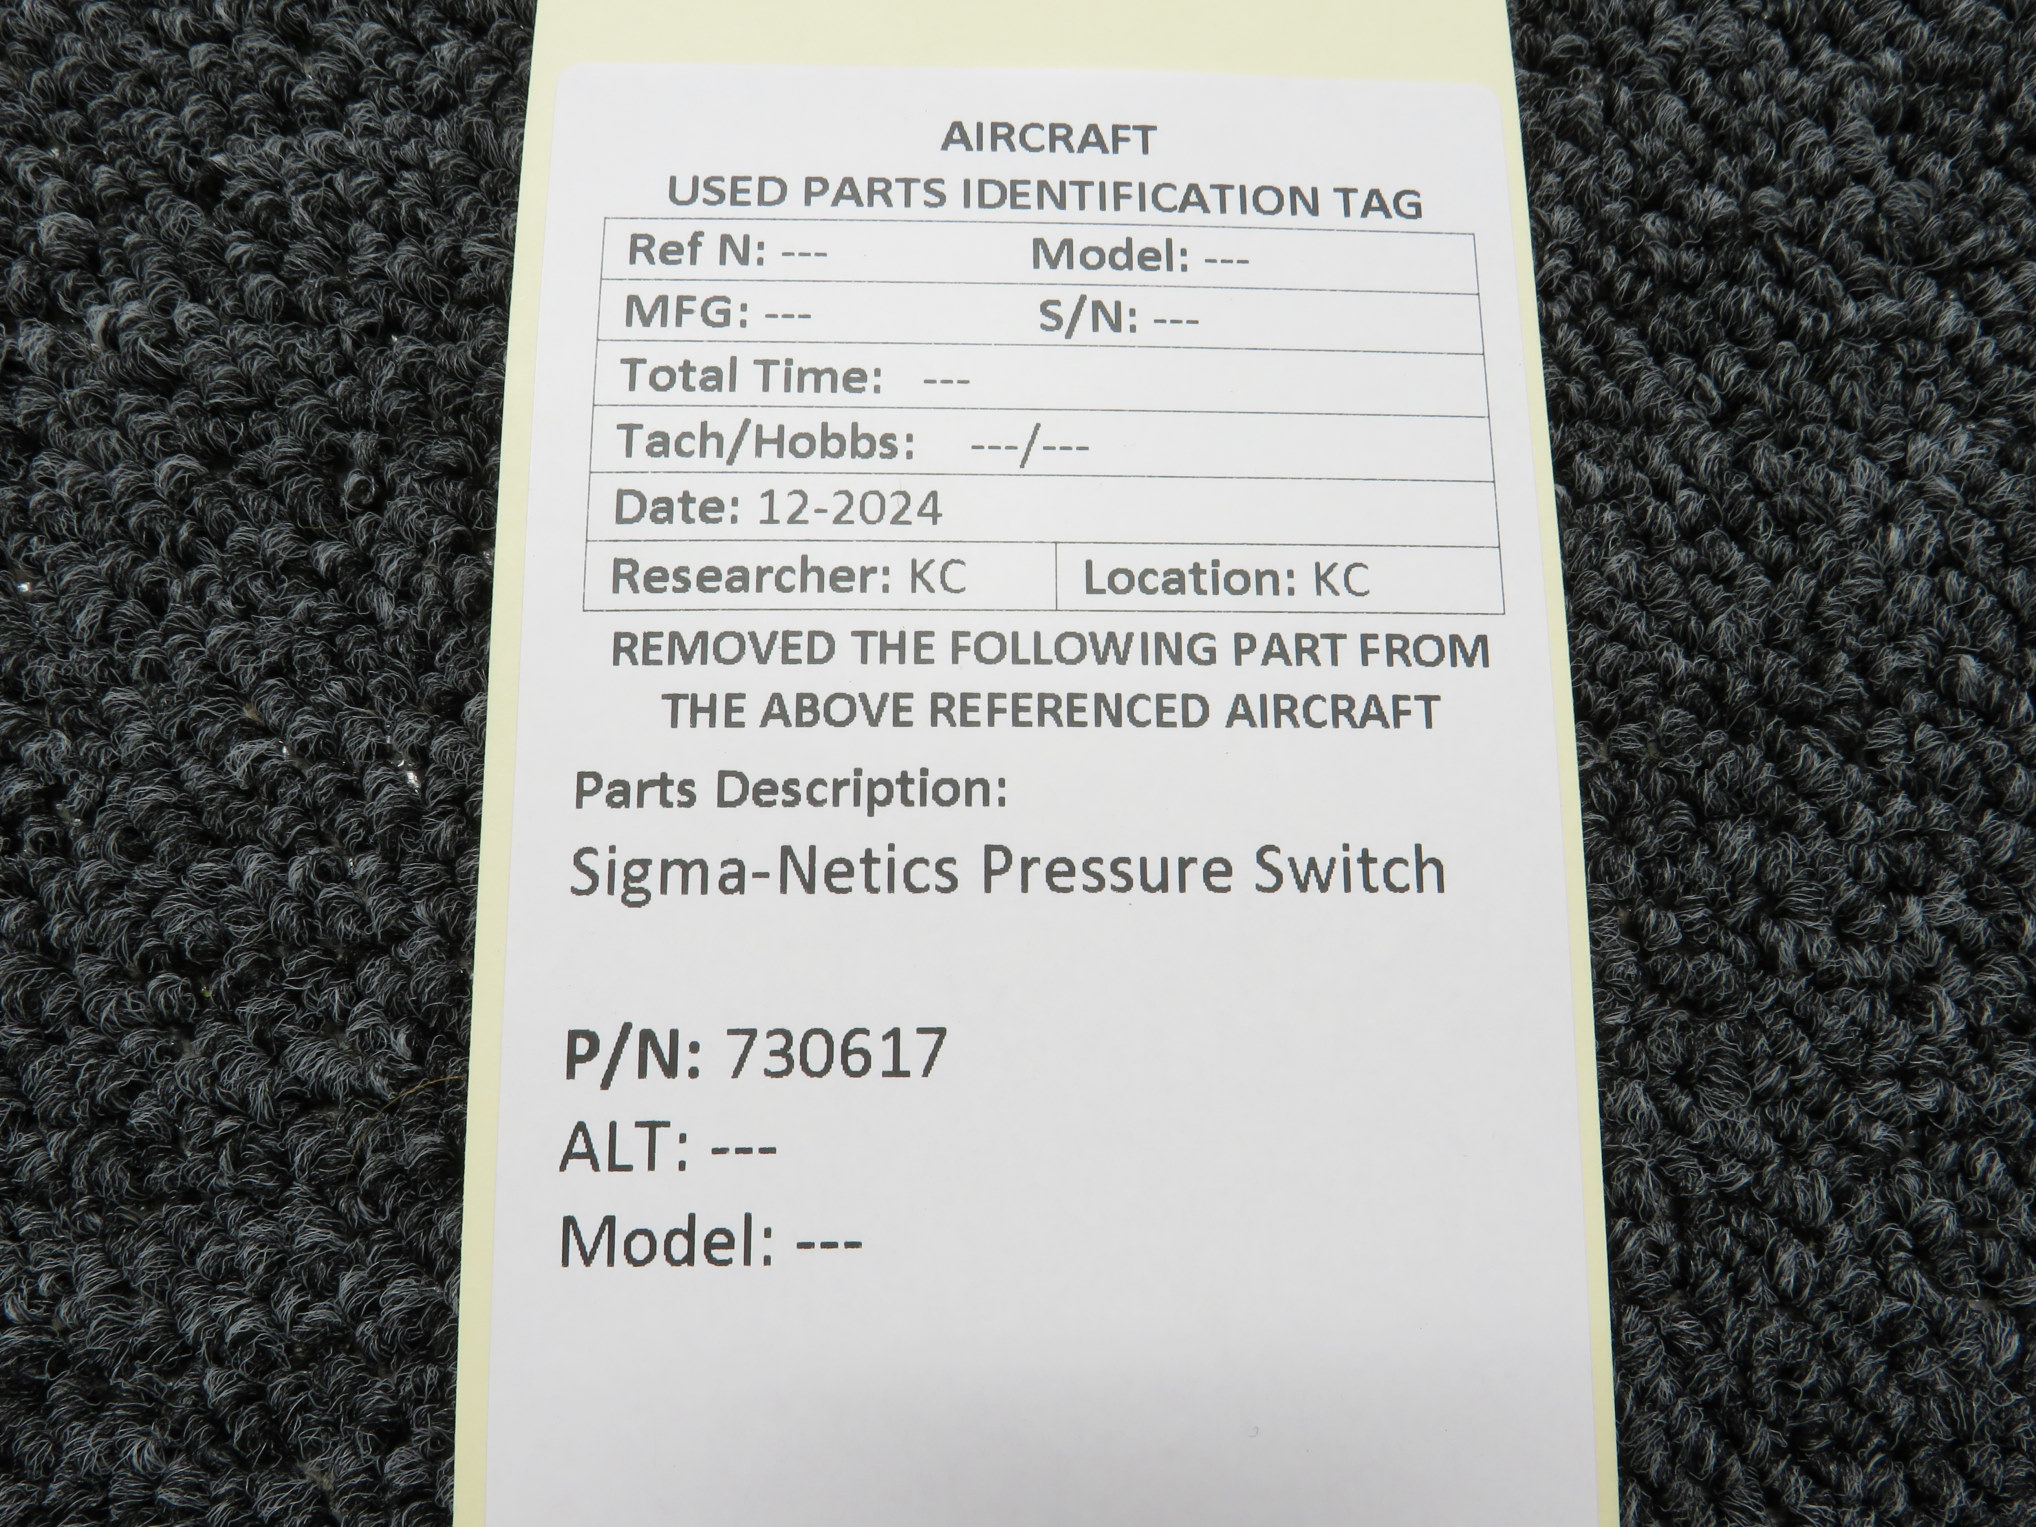 AIRCRAFT
USED PARTS IDENTIFICATION TAG
Ref N: --- Model: ---
MFG: --- S/N: ---
Total Time: ---
Tach/Hobbs: ---/---
Date: 12-2024
Researcher: KC Location: KC
REMOVED THE FOLLOWING PART FROM
THE ABOVE REFERENCED AIRCRAFT
Parts Description:
Sigma-Netics Pressure Switch
P/N: 730617
ALT: ---
Model: ---